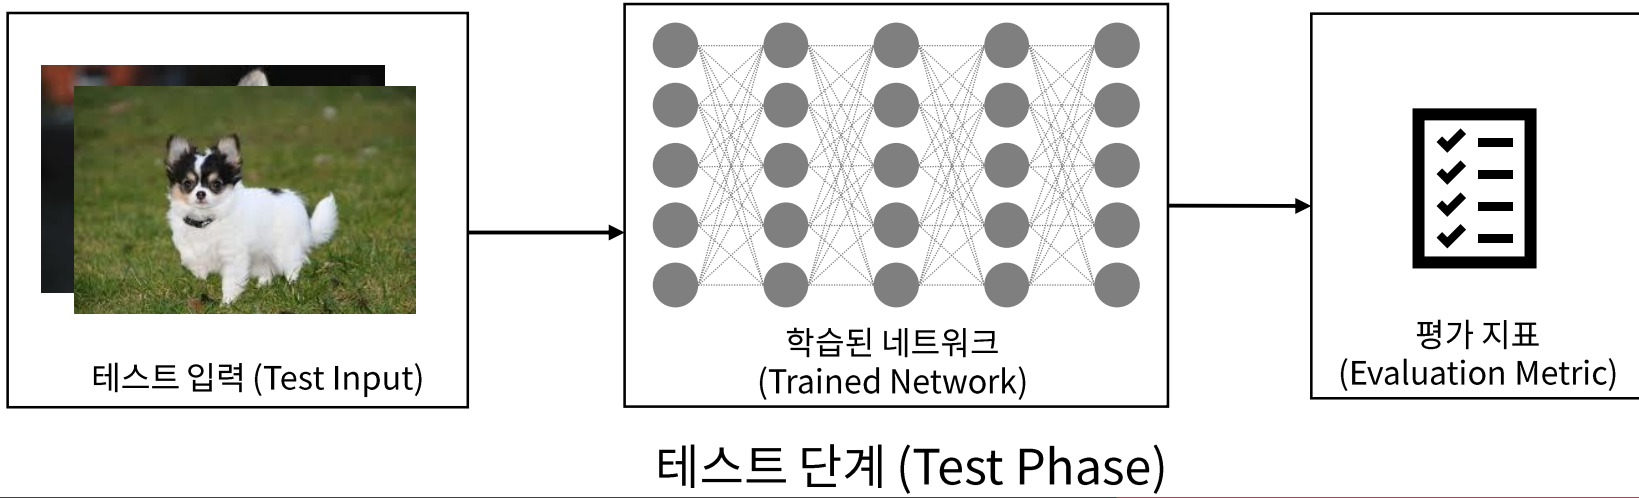 테스트 입력 (Test Input)
학습된 네트워크
(Trained Network)
평가 지표
(Evaluation Metric)
테스트 단계 (Test Phase)